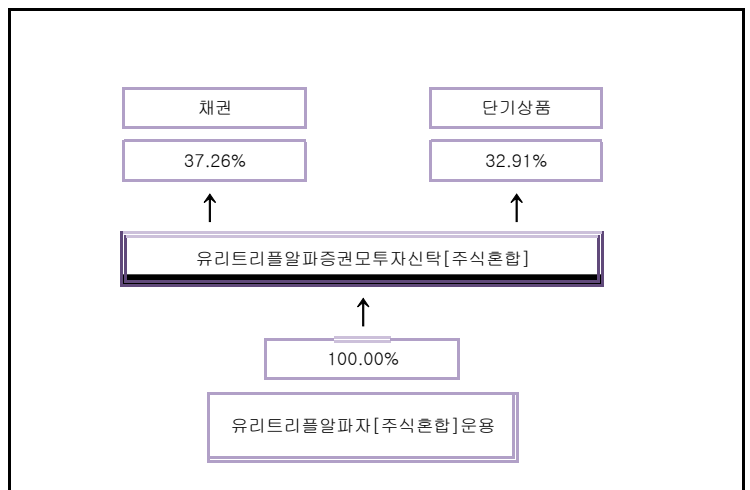 채권
단기상품
37.26%
32.91%
유리트리플알파증권모투자신탁[주식혼합]
100.00%
유리트리플알파자[주식혼합]운용